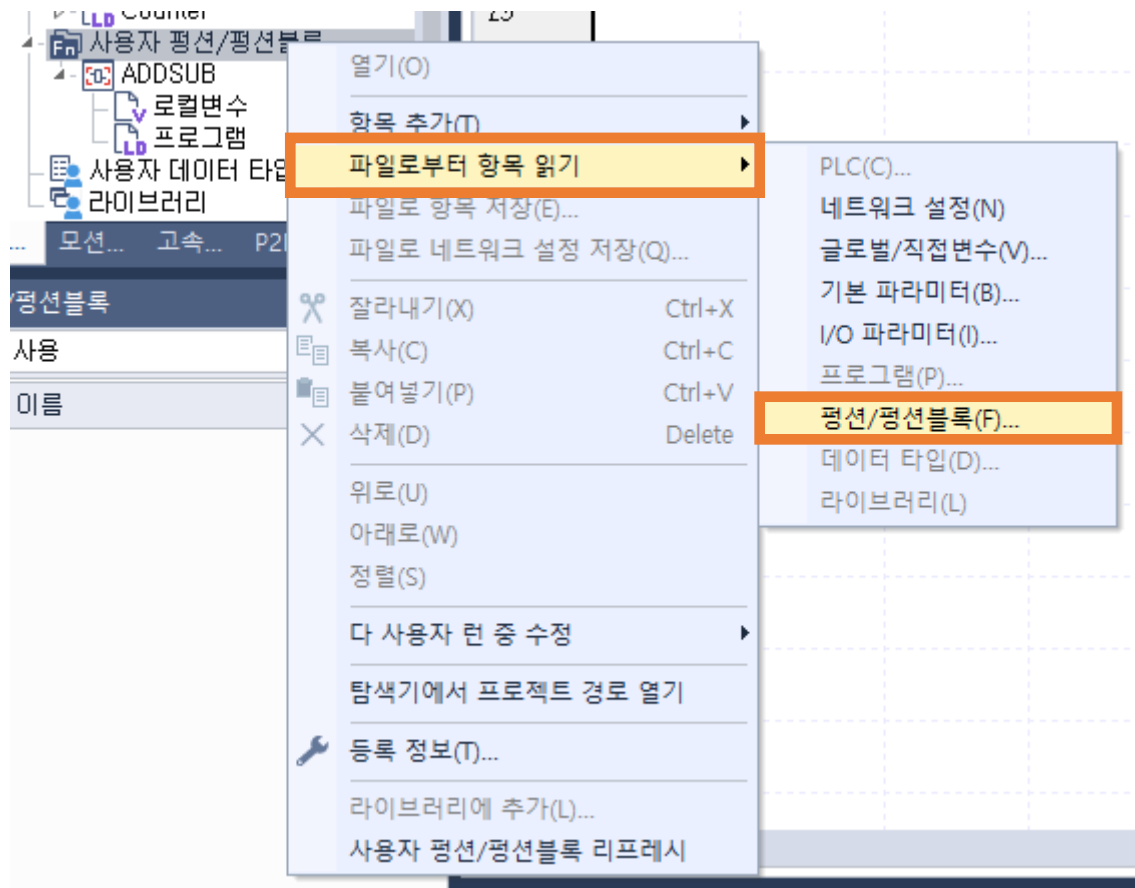 Counter
사용자 펑션/펑션블록
ADDSUB
로컬변수
프로그램
사용자 데이터 타입
라이브러리
... 모션... 고속...
/펑션블록
사용
이름
열기(O)
항목 추가(T)
파일로부터 항목 읽기
파일로 항목 저장(E)...
파일로 네트워크 설정 저장(Q)...
잘라내기(X) Ctrl+X
복사(C) Ctrl+C
붙여넣기(P) Ctrl+V
삭제(D) Delete
위로(U)
아래로(W)
정렬(S)
다 사용자 런 중 수정
탐색기에서 프로젝트 경로 열기
등록 정보(T)...
라이브러리에 추가(L)...
사용자 펑션/펑션블록 리프레시
PLC(C)...
네트워크 설정(N)
글로벌/직접변수(V)...
기본 파라미터(B)...
I/O 파라미터(I)...
프로그램(P)...
펑션/펑션블록(F)...
데이터 타입(D)...
라이브러리(L)